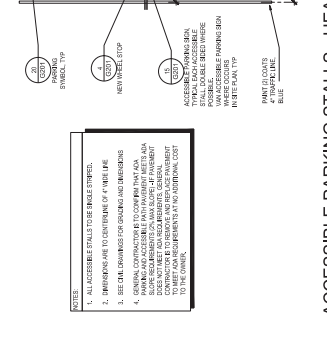 20
G201
PARKING
SYMBOL, TYP
4
G201
NEW WHEEL STOP
15
G201
ACCESSIBLE PARKING SIGN,
TYPICAL EACH ACCESSIBLE
STALL, DOUBLE SIDED WHERE
POSSIBLE.
VAN ACCESSIBLE PARKING SIGN
WHERE OCCURS
IN SITE PLAN, TYP
PAINT (2) COATS
4" TRAFFIC LINE,
BLUE
NOTES:
1. ALL ACCESSIBLE STALLS TO BE SINGLE STRIPED.
2. DIMENSIONS ARE TO CENTERLINE OF 4" WIDE LINE
3. SEE CIVIL DRAWINGS FOR GRADING AND DIMENSIONS
4. GENERAL CONTRACTOR IS TO CONFIRM THAT ADA
PARKING AND ACCESSIBLE PATH PAVEMENT MEETS ADA
SLOPE REQUIREMENTS (2% MAX SLOPE) - IF PAVEMENT
DOES NOT MEET ADA REQUIREMENTS, GENERAL
CONTRACTOR IS TO REMOVE AND REPLACE PAVEMENT
TO MEET ADA REQUIREMENTS AT NO ADDITIONAL COST
TO THE OWNER.
ACCESSIBLE PARKING STALLS - HEA